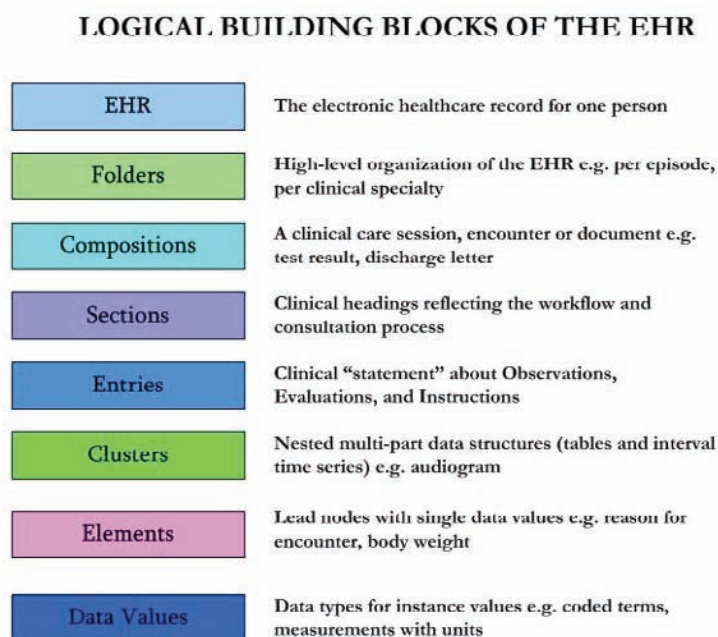 LOGICAL BUILDING BLOCKS OF THE EHR
EHR
The electronic healthcare record for one person
Folders
High-level organization of the EHR e.g. per episode,
per clinical specialty
Compositions
A clinical care session, encounter or document e.g.
test result, discharge letter
Sections
Clinical headings reflecting the workflow and
consultation process
Entries
Clinical “statement” about Observations,
Evaluations, and Instructions
Clusters
Nested multi-part data structures (tables and interval
time series) e.g. audiogram
Elements
Lead nodes with single data values e.g. reason for
encounter, body weight
Data Values
Data types for instance values e.g. coded terms,
measurements with units